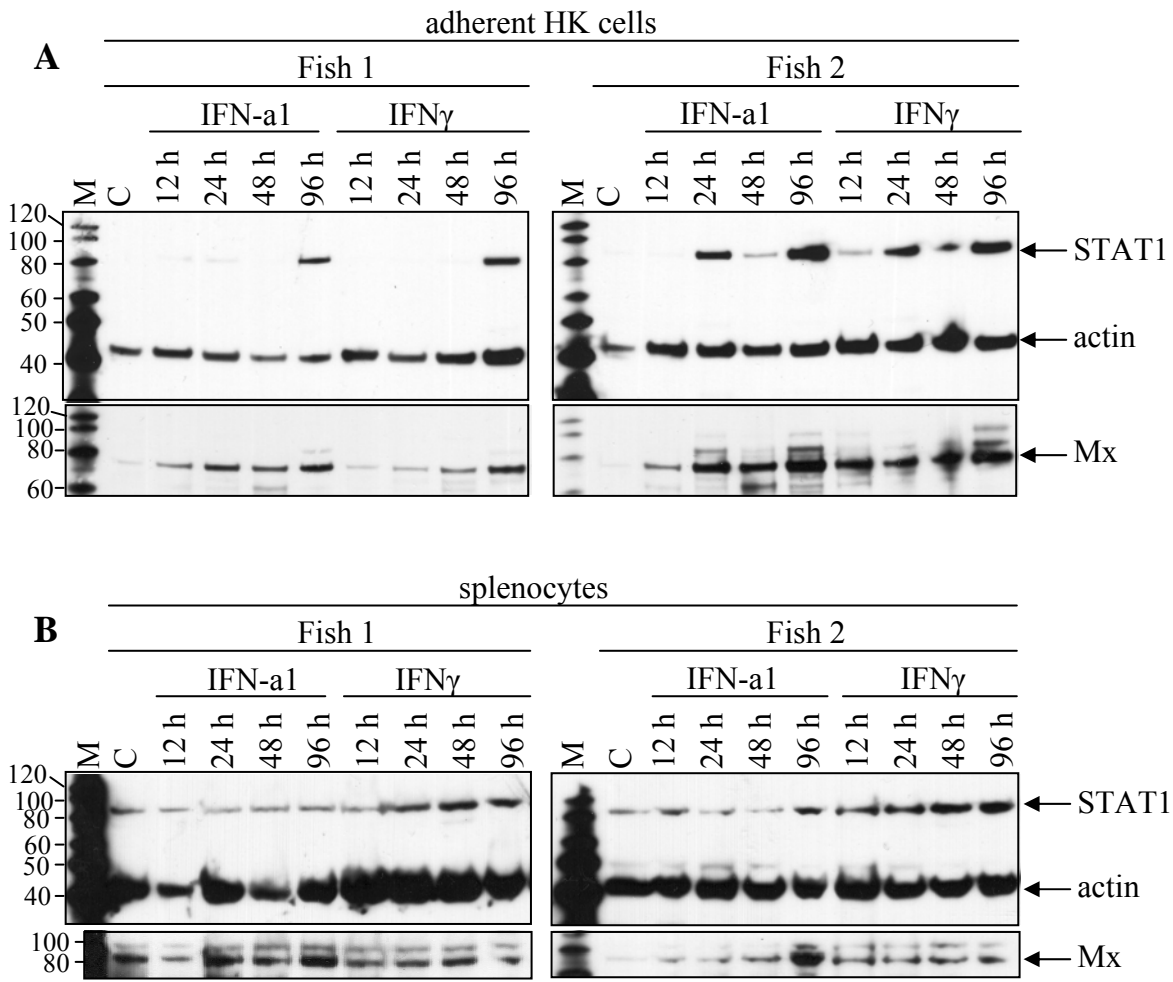 adherent HK cells
A
Fish 1 Fish 2
IFN-a1 IFNγ IFN-a1 IFNγ
M C 12 h 24 h 48 h 96 h 12 h 24 h 48 h 96 h M C 12 h 24 h 48 h 96 h 12 h 24 h 48 h 96 h
120
100
80
60
50
40
STAT1
actin
120
100
80
60
Mx
splenocytes
B
Fish 1 Fish 2
IFN-a1 IFNγ IFN-a1 IFNγ
M C 12 h 24 h 48 h 96 h 12 h 24 h 48 h 96 h M C 12 h 24 h 48 h 96 h 12 h 24 h 48 h 96 h
120
100
80
60
50
40
STAT1
actin
100
80
Mx